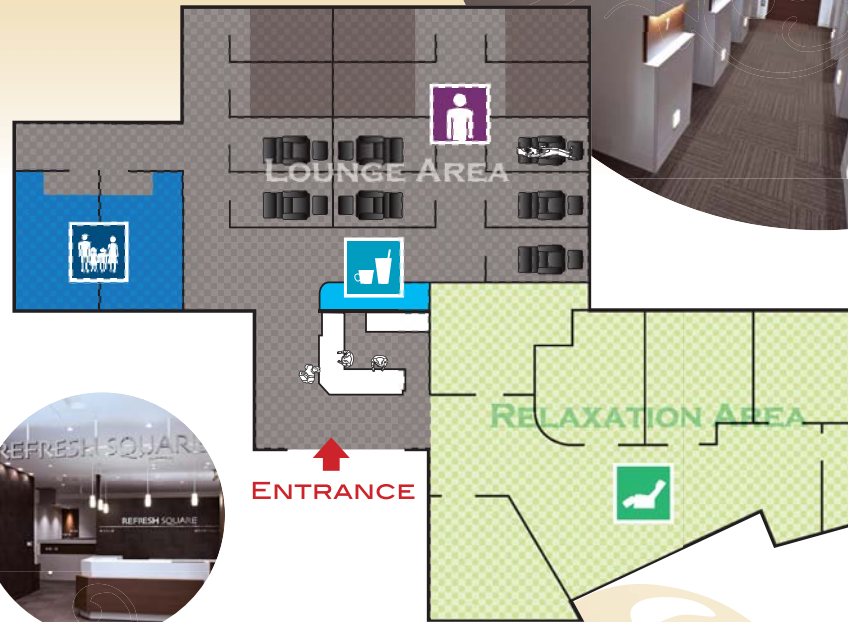 LOUNGE AREA
RELAXATION AREA
ENTRANCE
REFRESH SQUARE
REFRESH SQUARE